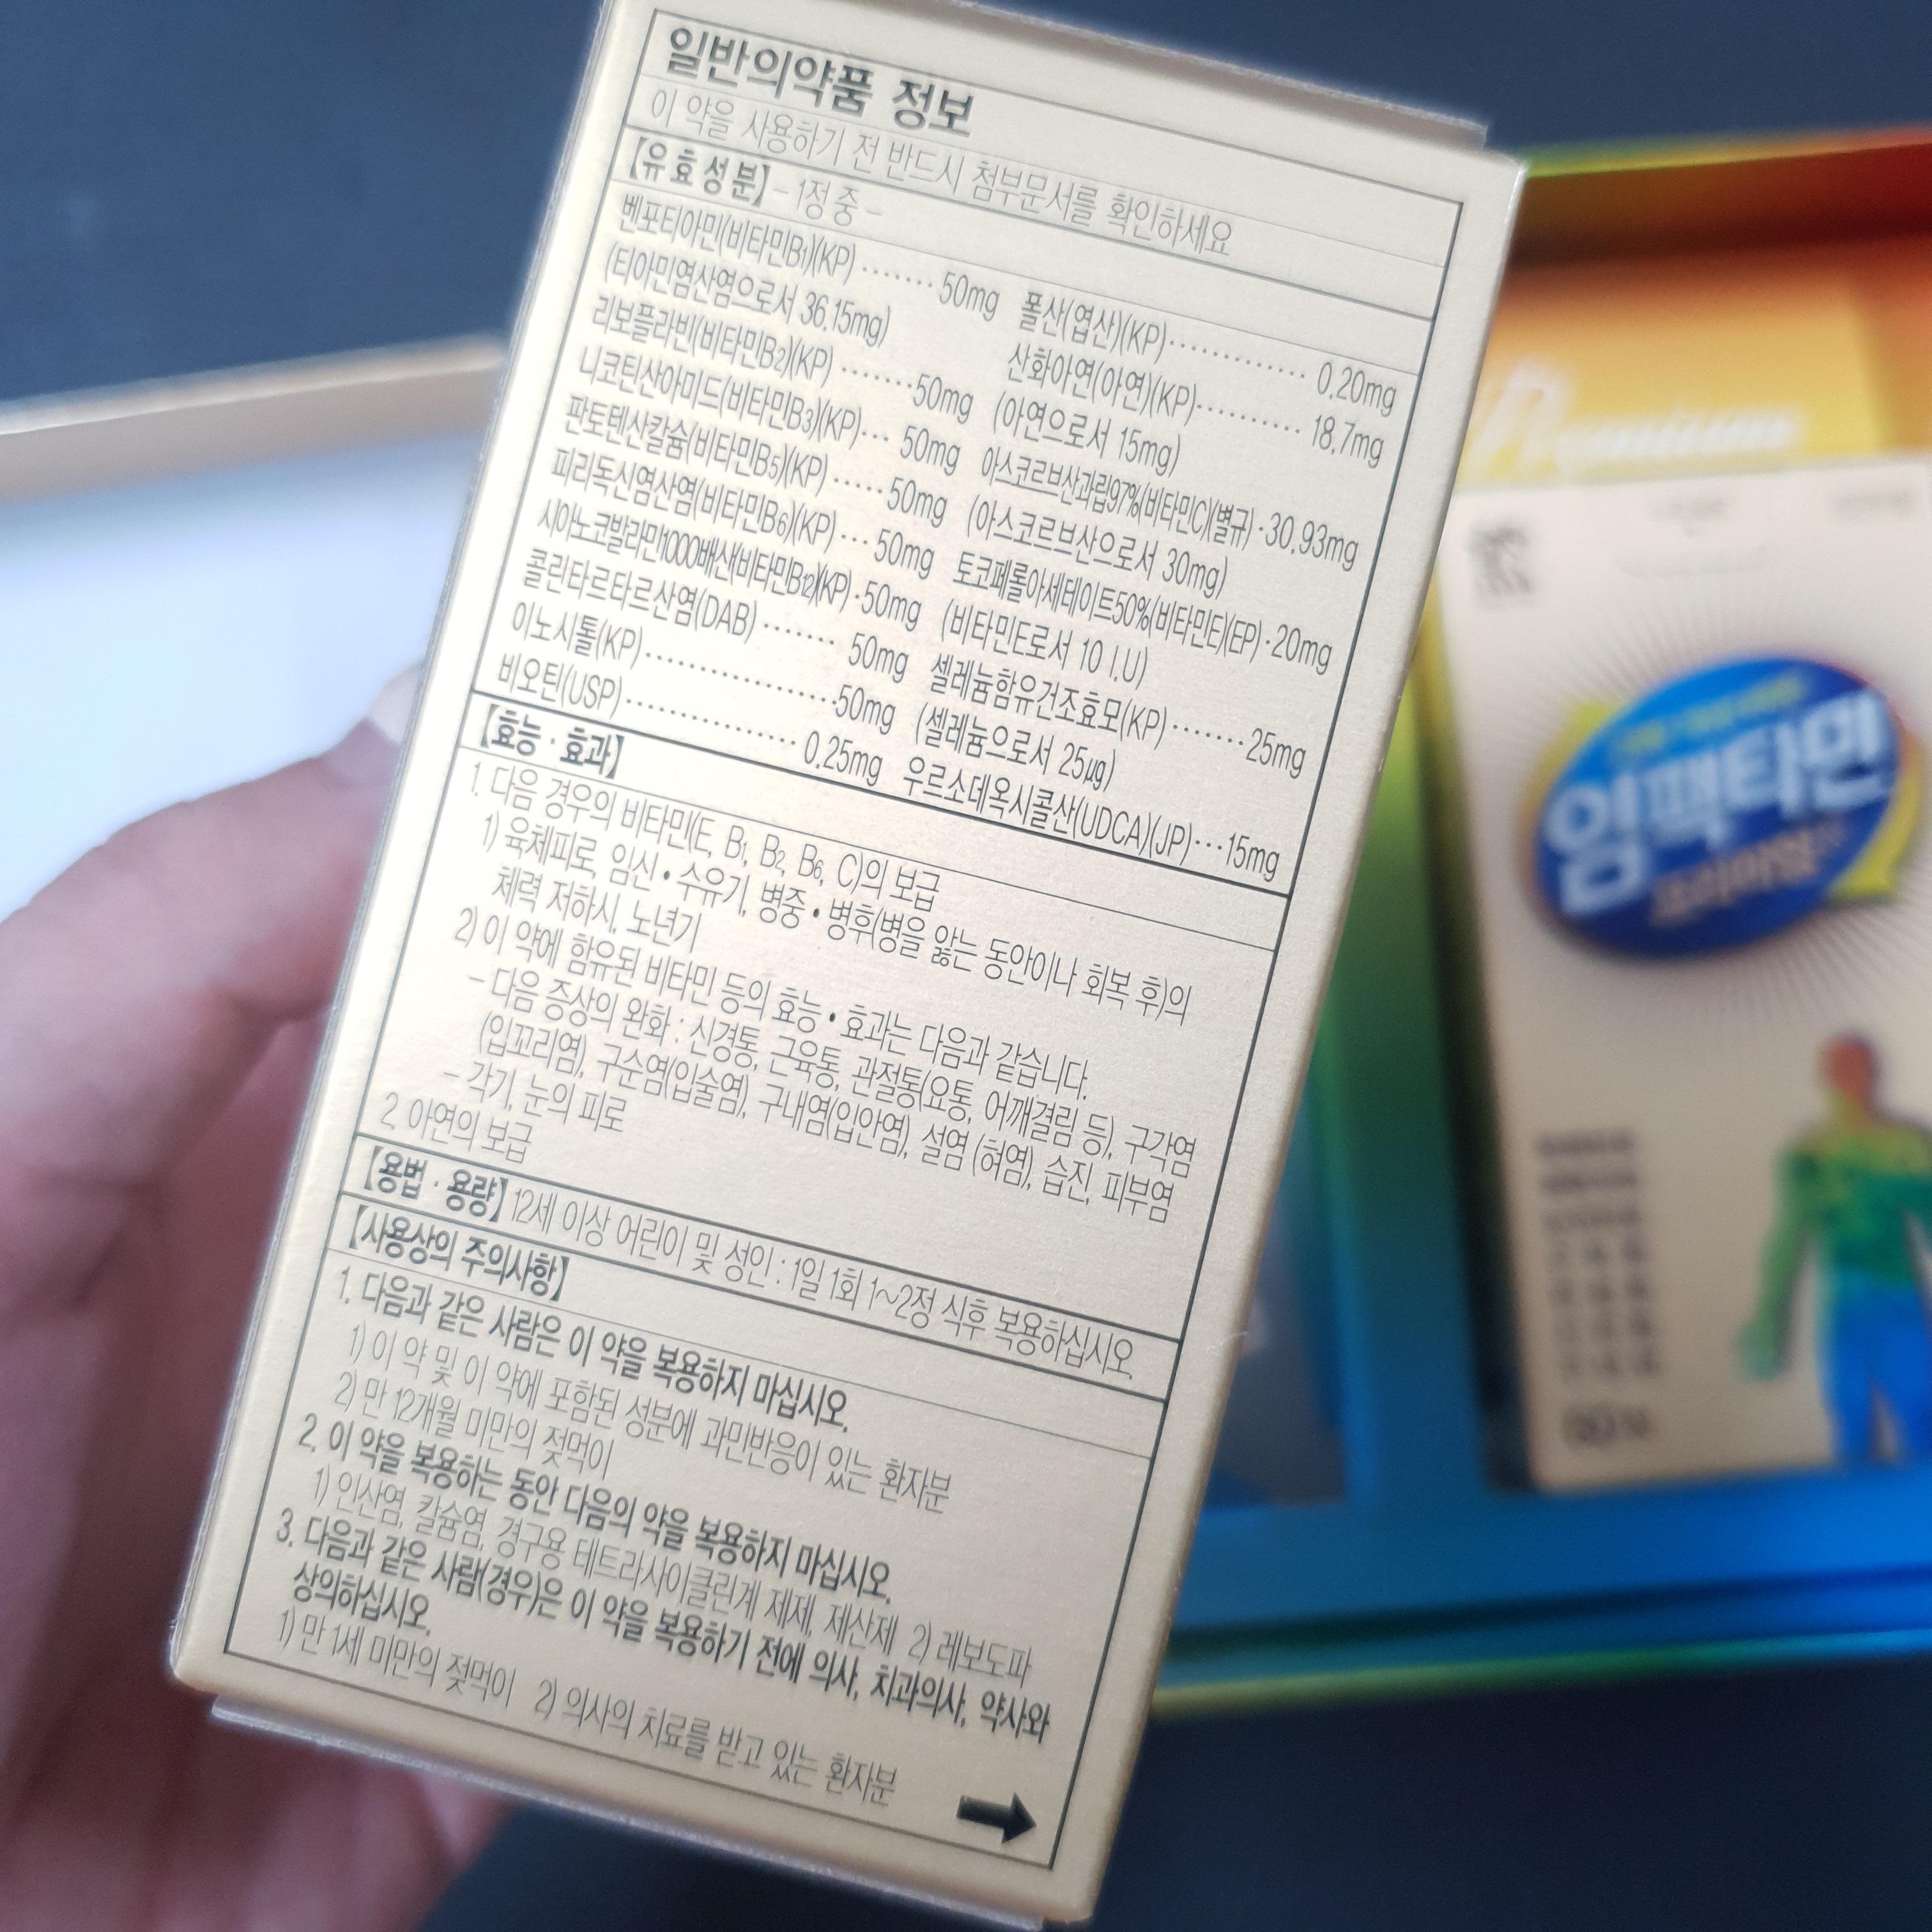 일반의약품 정보
이 약을 사용하기 전 반드시 첨부문서를 확인하세요
【유효성분】 - 1정 중 -
벤포티아민(비타민B₁)(KP) ······· 50mg
(티아민염산염으로서 36.15mg)
리보플라빈(비타민B₂)(KP) ········ 50mg
니코틴산아미드(비타민B₃)(KP) ··· 50mg
판토텐산칼슘(비타민B₅)(KP) ····· 50mg
피리독신염산염(비타민B₆)(KP) ··· 50mg
시아노코발라민1000배산(비타민B₁₂)(KP) · 50mg
콜린타르타르산염(DAB) ······· 50mg
이노시톨(KP) ·················· 50mg
비오틴(USP) ················ 0.25mg
폴산(엽산)(KP) ············· 0.20mg
산화아연(아연)(KP) ·········· 18.7mg
(아연으로서 15mg)
아스코르브산과립97%(비타민C)(별규) · 30.93mg
(아스코르브산으로서 30mg)
토코페롤아세테이트50%(비타민E)(EP) · 20mg
(비타민E로서 10 I.U)
셀레늄함유건조효모(KP) ······· 25mg
(셀레늄으로서 25μg)
우르소데옥시콜산(UDCA)(JP) ··· 15mg
【효능 · 효과】
1. 다음 경우의 비타민(E, B₁, B₂, B₆, C)의 보급
1) 육체피로, 임신 • 수유기, 병중 • 병후(병을 앓는 동안이나 회복 후)의
체력 저하시, 노년기
2) 이 약에 함유된 비타민 등의 효능 • 효과는 다음과 같습니다.
- 다음 증상의 완화 : 신경통, 근육통, 관절통(요통, 어깨결림 등), 구각염
(입꼬리염), 구순염(입술염), 구내염(입안염), 설염 (혀염), 습진, 피부염
- 각기, 눈의 피로
2. 아연의 보급
【용법 · 용량】 12세 이상 어린이 및 성인 : 1일 1회 1~2정 식후 복용하십시오.
【사용상의 주의사항】
1. 다음과 같은 사람은 이 약을 복용하지 마십시오.
1) 이 약 및 이 약에 포함된 성분에 과민반응이 있는 환자분
2) 만 12개월 미만의 젖먹이
2. 이 약을 복용하는 동안 다음의 약을 복용하지 마십시오.
1) 인산염, 칼슘염, 경구용 테트라사이클린계 제제, 제산제 2) 레보도파
3. 다음과 같은 사람(경우)은 이 약을 복용하기 전에 의사, 치과의사, 약사와
상의하십시오.
1) 만 1세 미만의 젖먹이 2) 의사의 치료를 받고 있는 환자분
Premium
임팩타민
프리미엄